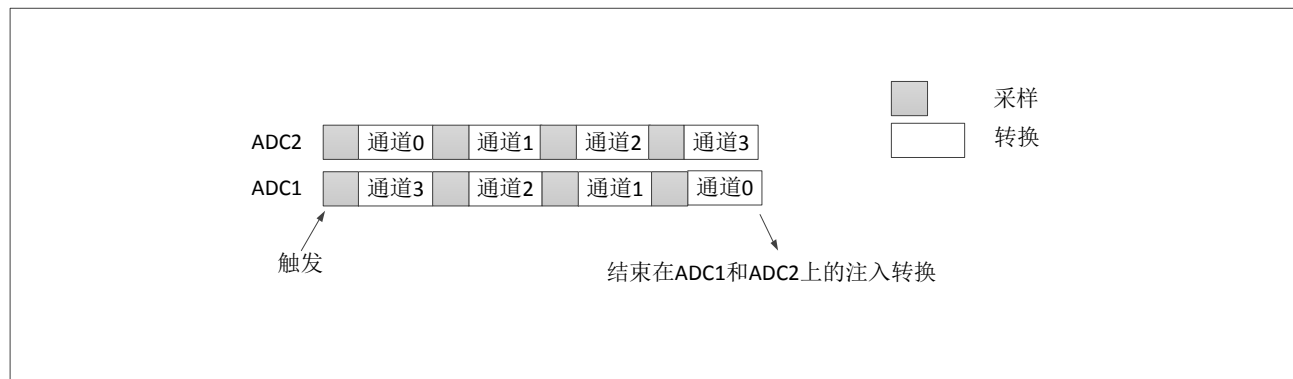 采样
转换
ADC2 通道0 通道1 通道2 通道3
ADC1 通道3 通道2 通道1 通道0
触发
结束在ADC1和ADC2上的注入转换